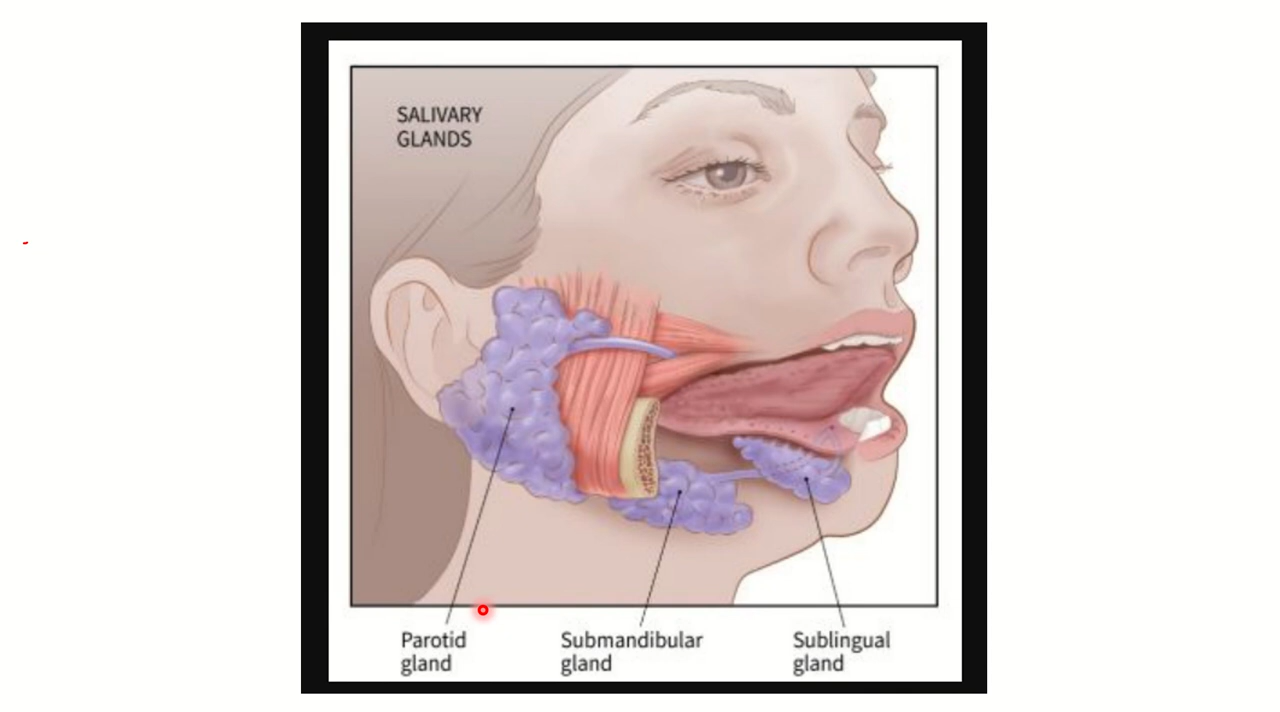 SALIVARY
GLANDS
Parotid
gland
Submandibular
gland
Sublingual
gland